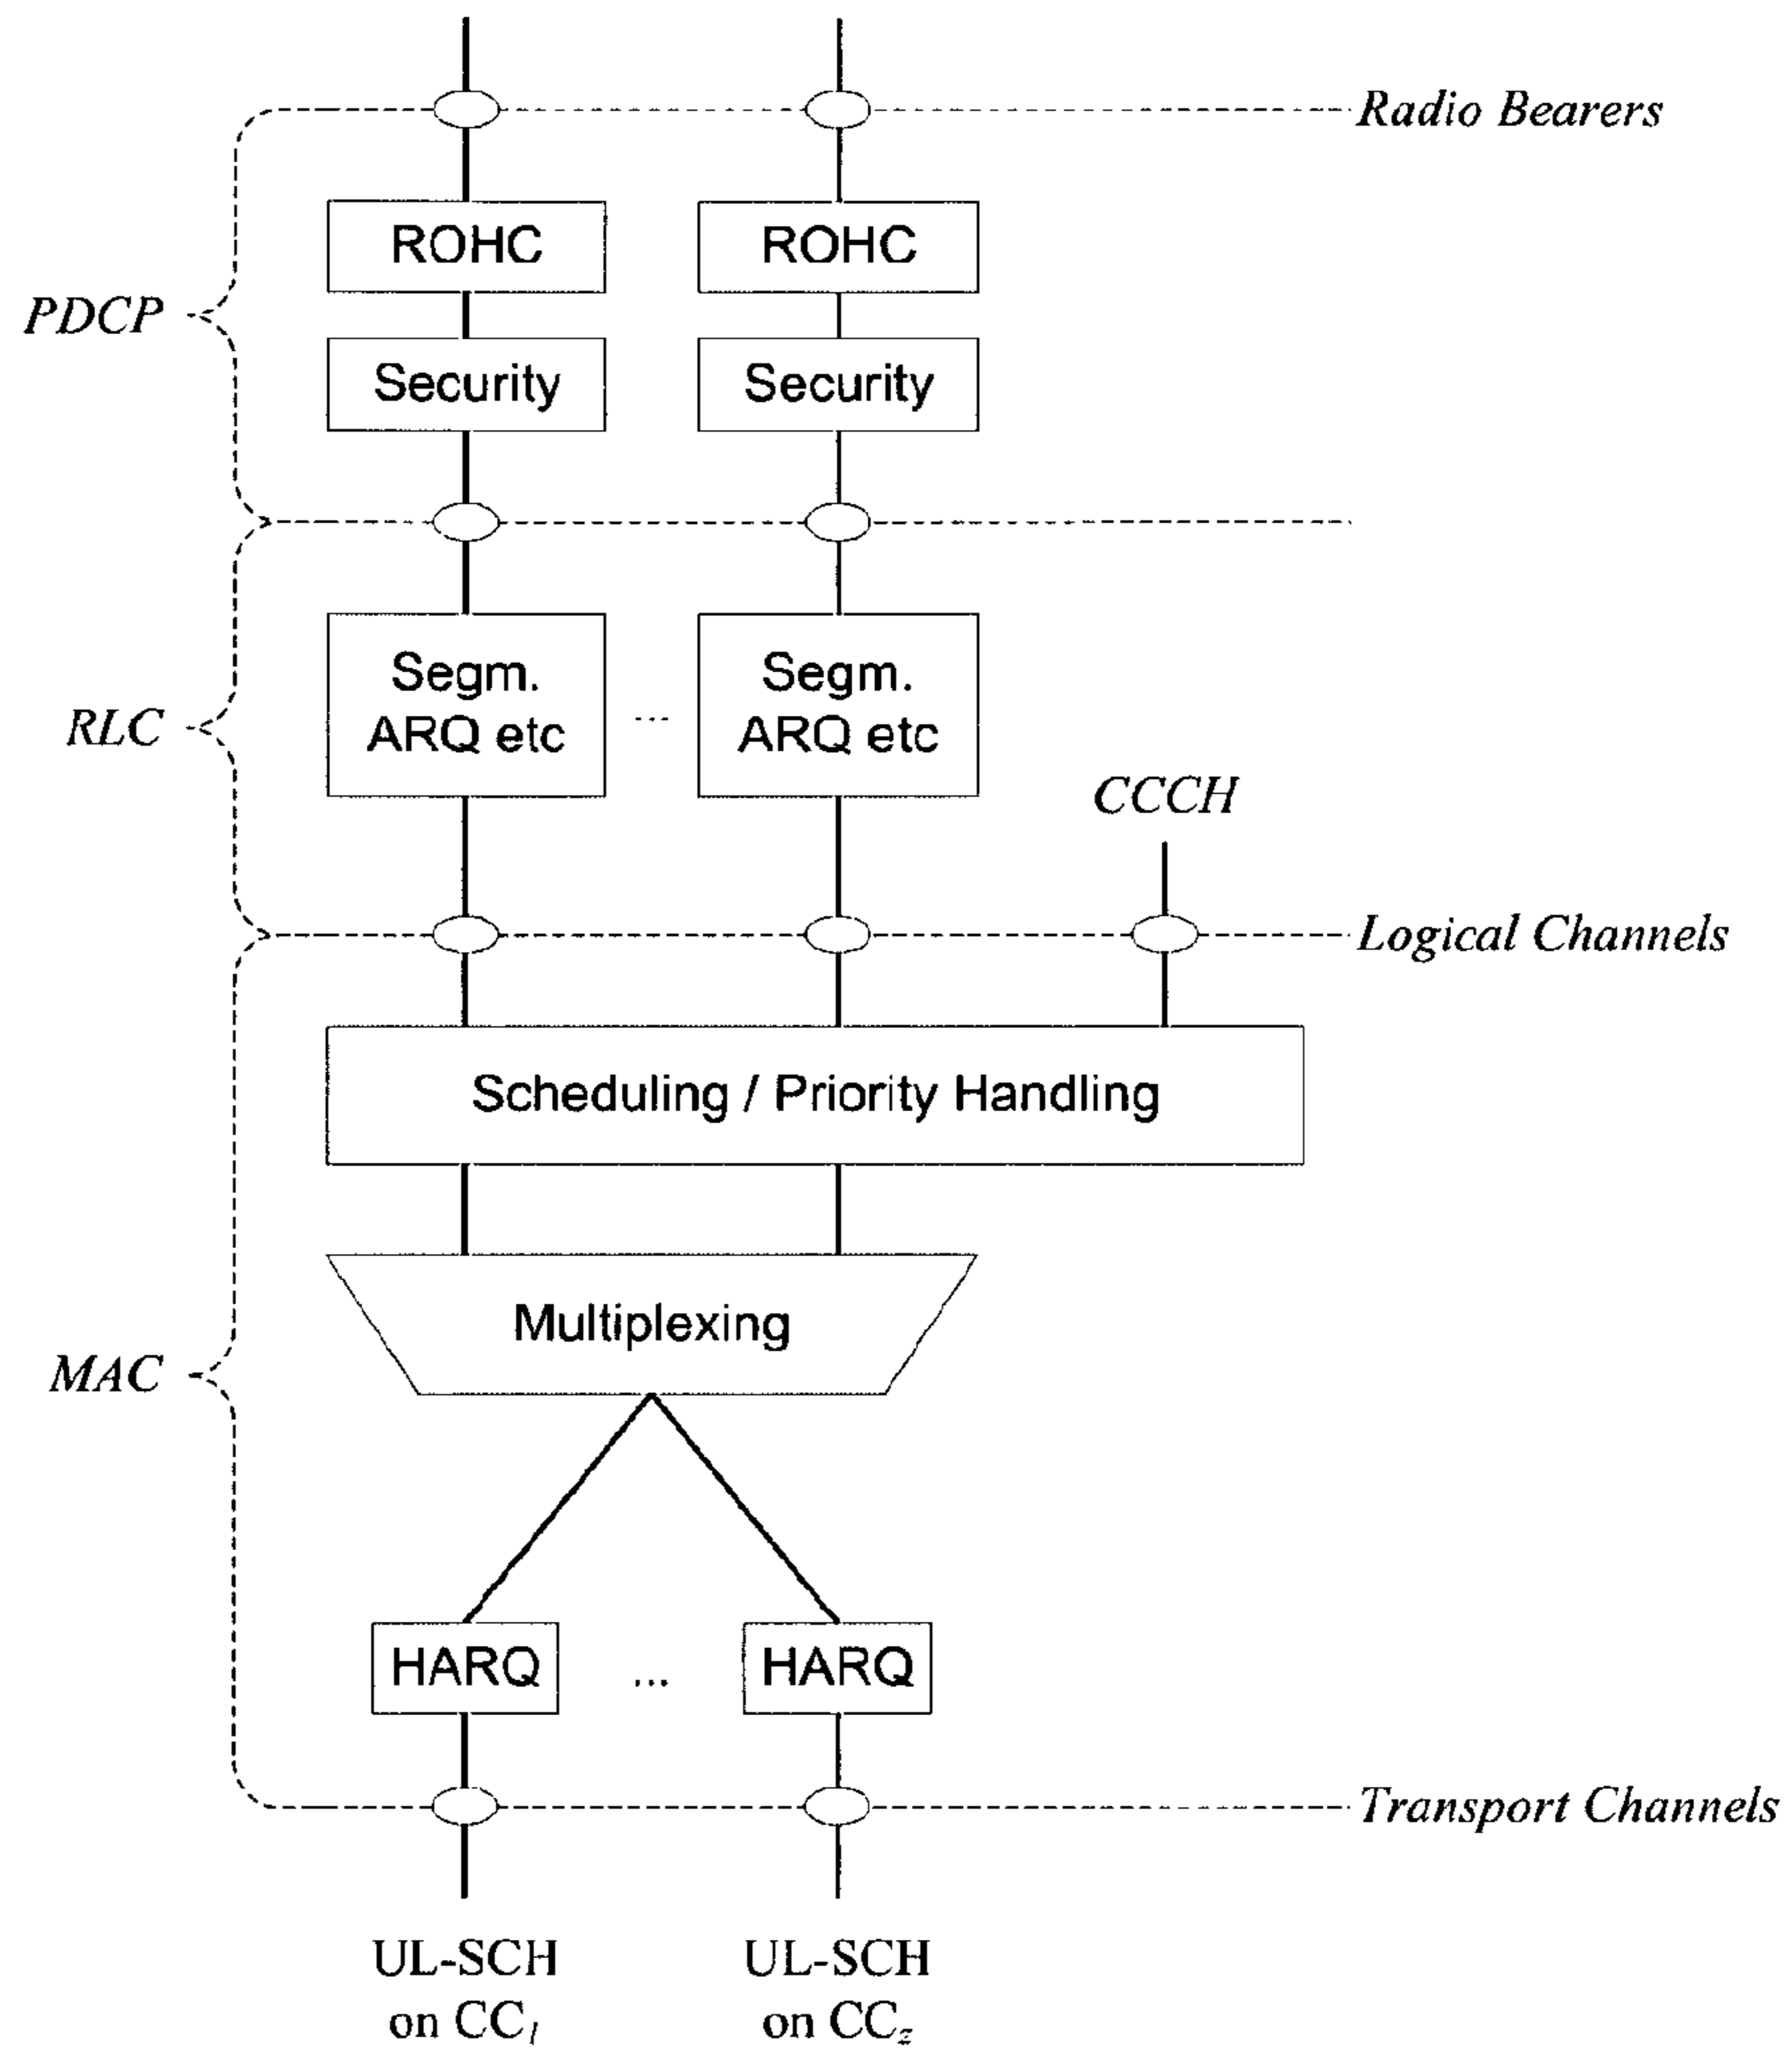 Radio Bearers
ROHC
ROHC
PDCP
Security
Security
Segm.
ARQ etc
...
Segm.
ARQ etc
RLC
CCCH
Logical Channels
Scheduling / Priority Handling
Multiplexing
MAC
HARQ
...
HARQ
Transport Channels
UL-SCH
on CC1
UL-SCH
on CCz